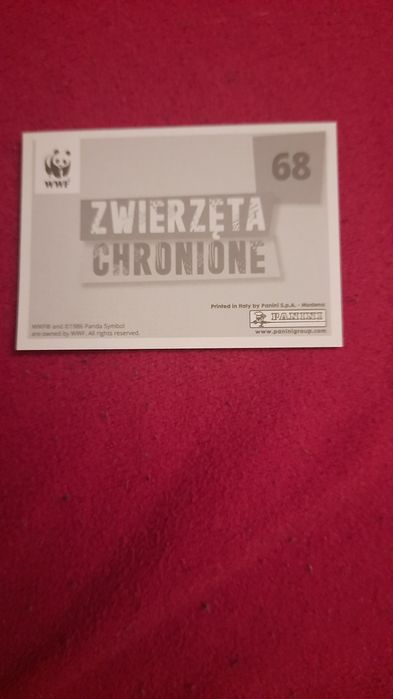 WWF
68
ZWIERZĘTA
CHRONIONE
Printed in Italy by Panini S.p.A. - Modena
PANINI
www.paninigroup.com
WWF® and ©1986 Panda Symbol
are owned by WWF. All rights reserved.